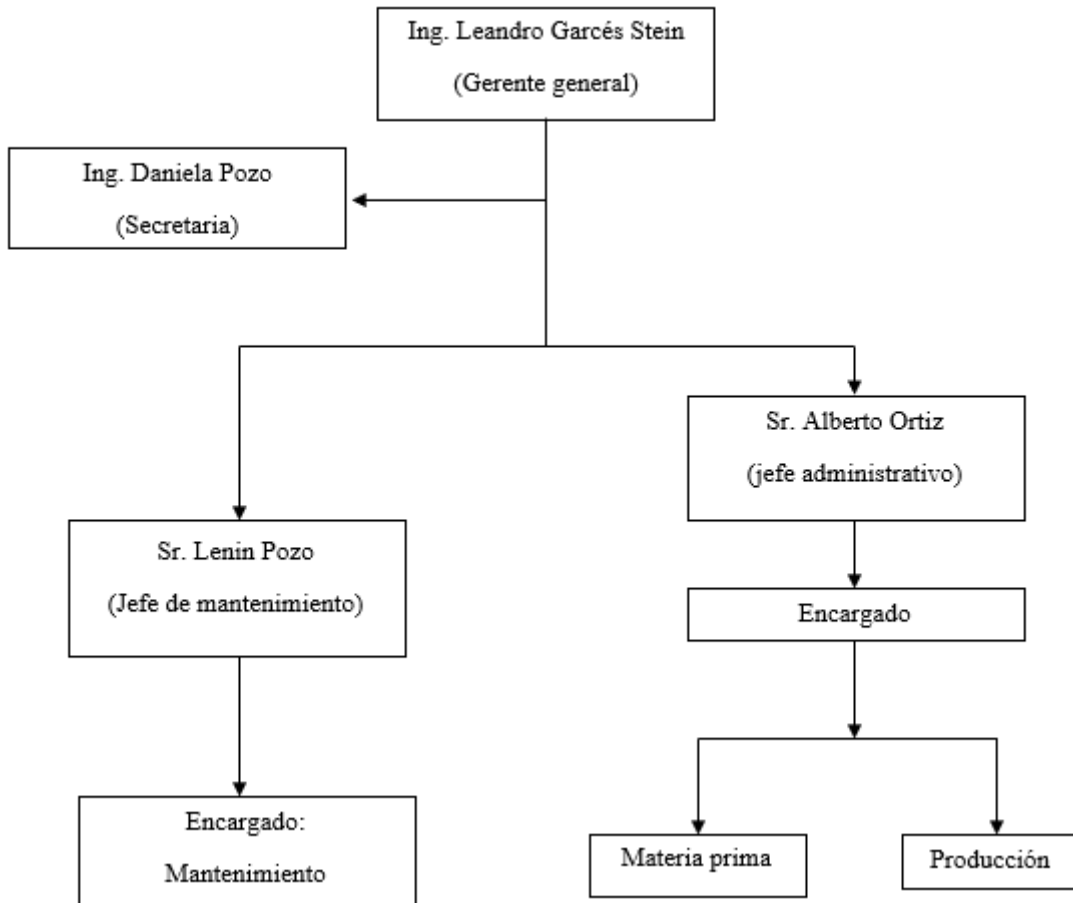 Ing. Leandro Garcés Stein
(Gerente general)
Ing. Daniela Pozo
(Secretaria)
Sr. Alberto Ortiz
(jefe administrativo)
Sr. Lenin Pozo
(Jefe de mantenimiento)
Encargado
Encargado:
Mantenimiento
Materia prima
Producción